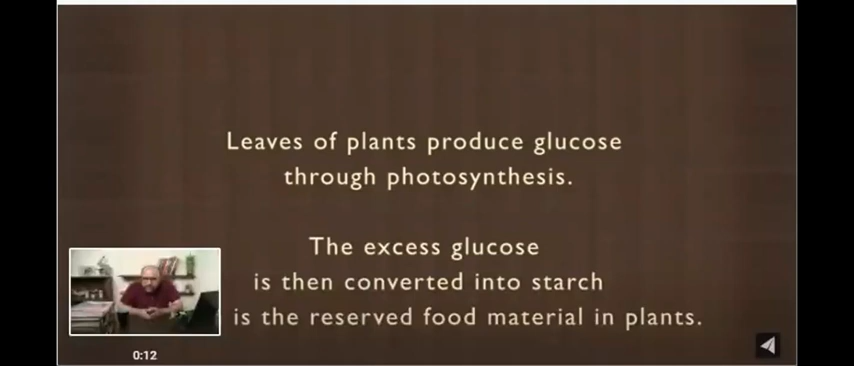 Leaves of plants produce glucose
through photosynthesis.
The excess glucose
is then converted into starch
is the reserved food material in plants.
0:12